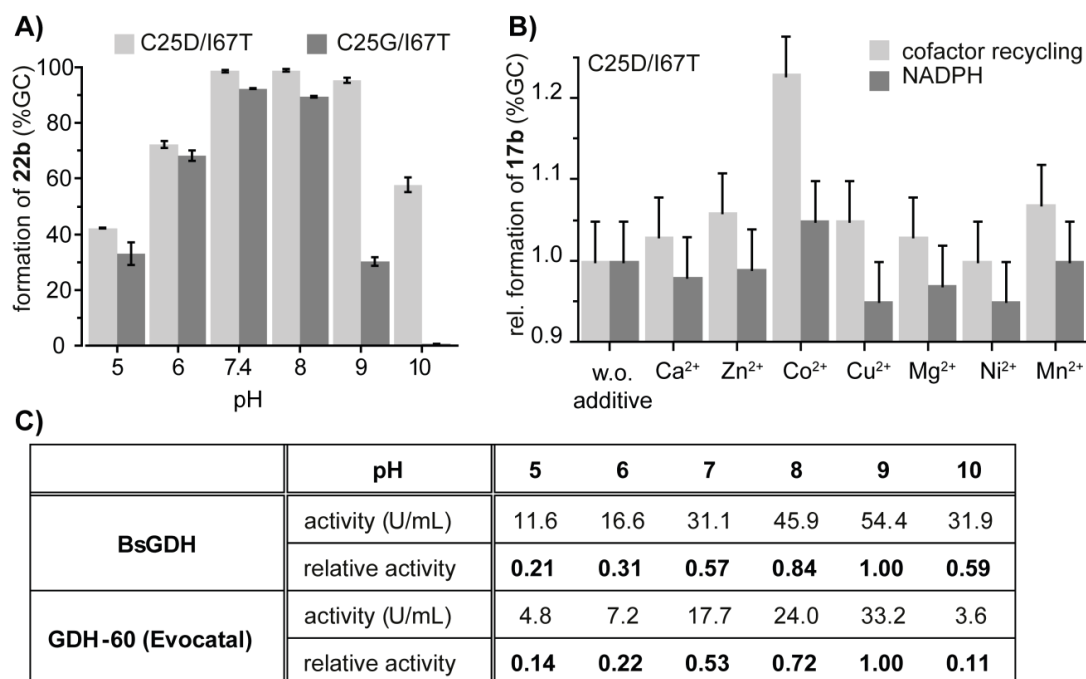 A)
C25D/I67T C25G/I67T
formation of 22b (%GC)
100
80
60
40
20
0
5 6 7.4 8 9 10
pH
B)
C25D/I67T
cofactor recycling
NADPH
rel. formation of 17b (%GC)
1.2
1.1
1.0
0.9
w.o. additive Ca²⁺ Zn²⁺ Co²⁺ Cu²⁺ Mg²⁺ Ni²⁺ Mn²⁺
C)
pH 5 6 7 8 9 10
BsGDH
activity (U/mL) 11.6 16.6 31.1 45.9 54.4 31.9
relative activity 0.21 0.31 0.57 0.84 1.00 0.59
GDH-60 (Evocatal)
activity (U/mL) 4.8 7.2 17.7 24.0 33.2 3.6
relative activity 0.14 0.22 0.53 0.72 1.00 0.11